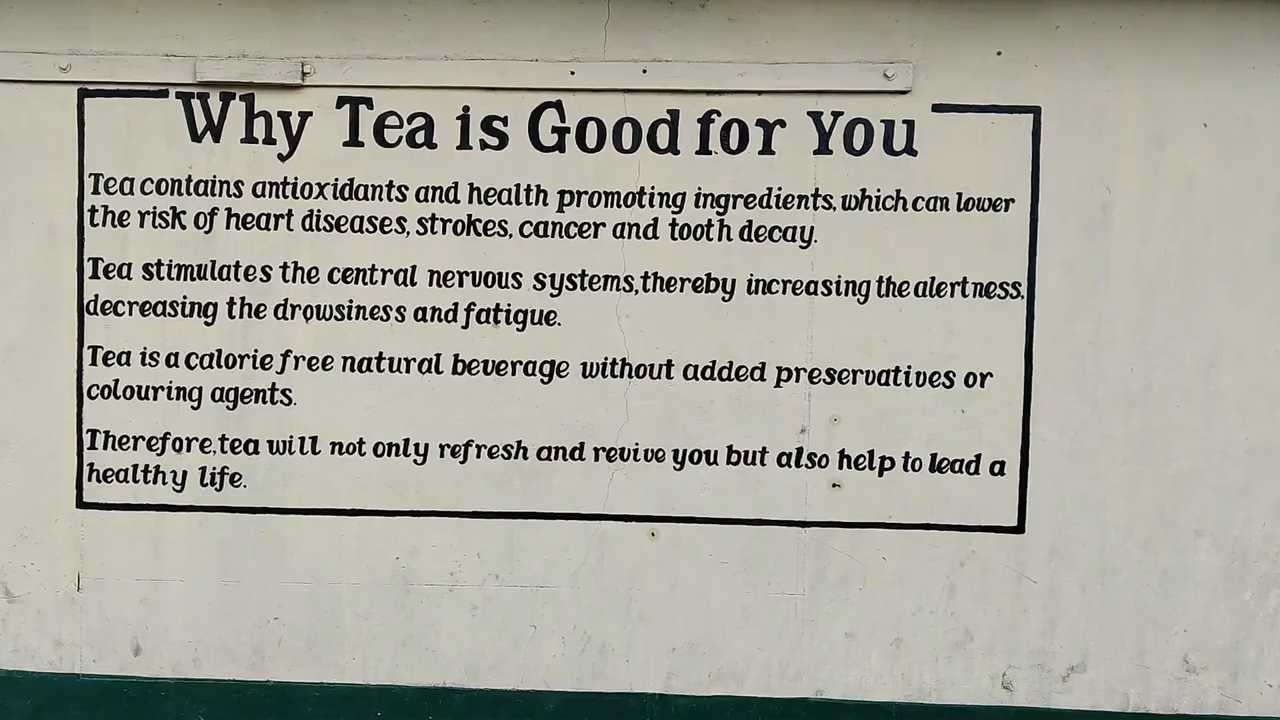 Why Tea is Good for You
Tea contains antioxidants and health promoting ingredients, which can lower
the risk of heart diseases, strokes, cancer and tooth decay.
Tea stimulates the central nervous systems, thereby increasing the alertness,
decreasing the drowsiness and fatigue.
Tea is a calorie free natural beverage without added preservatives or
colouring agents.
Therefore, tea will not only refresh and revive you but also help to lead a
healthy life.